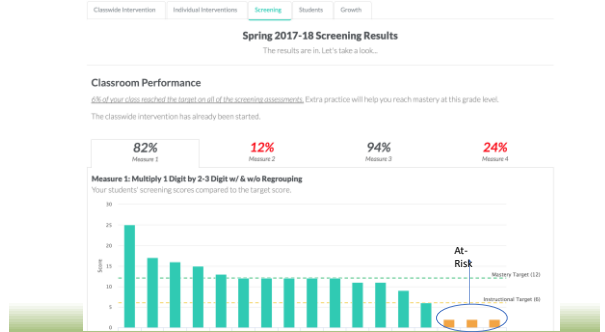 Classwide Intervention Individual Interventions Screening Students Growth
Spring 2017-18 Screening Results
The results are in. Let's take a look...
Classroom Performance
6% of your class reached the target on all of the screening assessments. Extra practice will help you reach mastery at this grade level.
The classwide intervention has already been started.
82% 12% 94% 24%
Measure 1 Measure 2 Measure 3 Measure 4
Measure 1: Multiply 1 Digit by 2-3 Digit w/ & w/o Regrouping
Your students' screening scores compared to the target score.
30
25
20
15
10
5
0
Score
At-
Risk
Mastery Target (12)
Instructional Target (6)